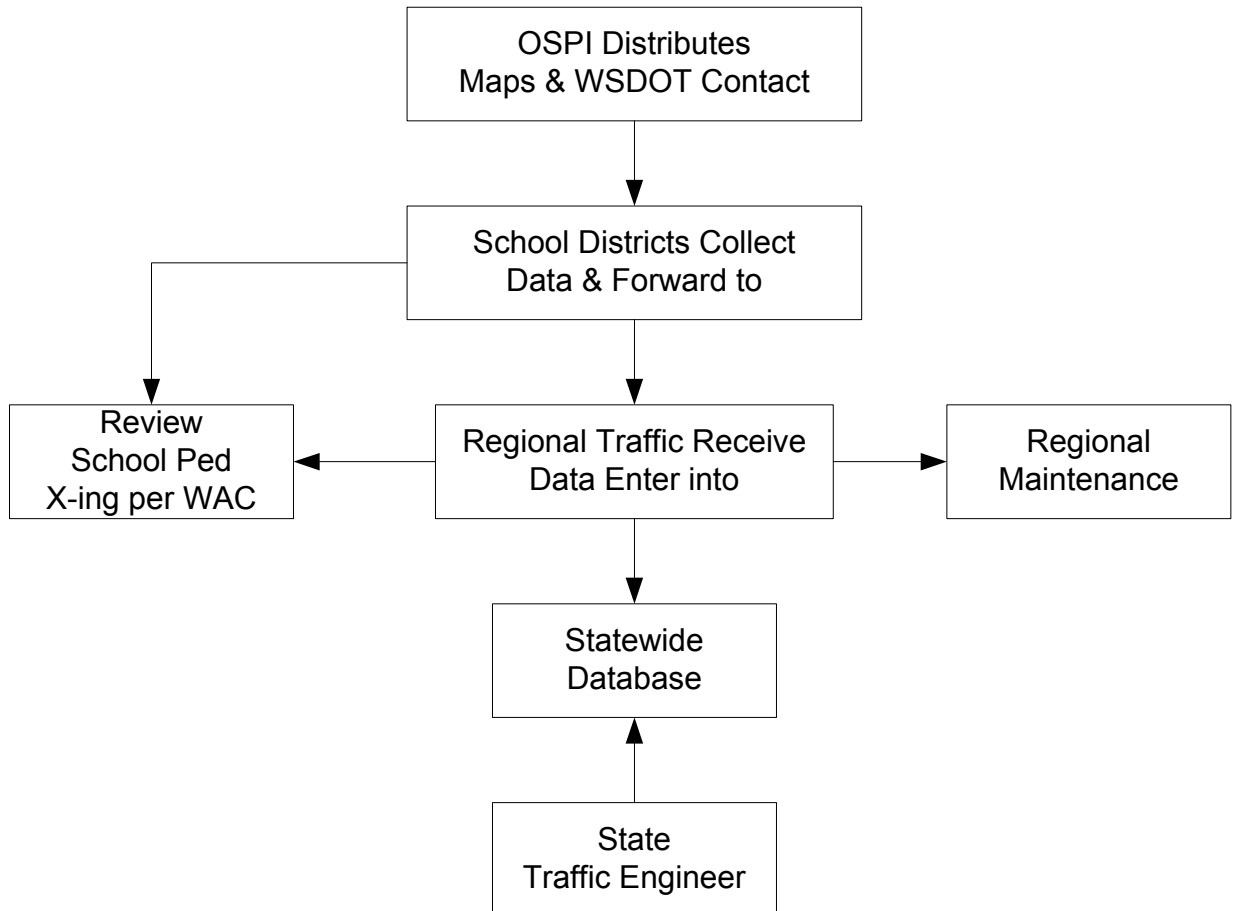 OSPI Distributes
Maps & WSDOT Contact
School Districts Collect
Data & Forward to
Review
School Ped
X-ing per WAC
Regional Traffic Receive
Data Enter into
Regional
Maintenance
Statewide
Database
State
Traffic Engineer